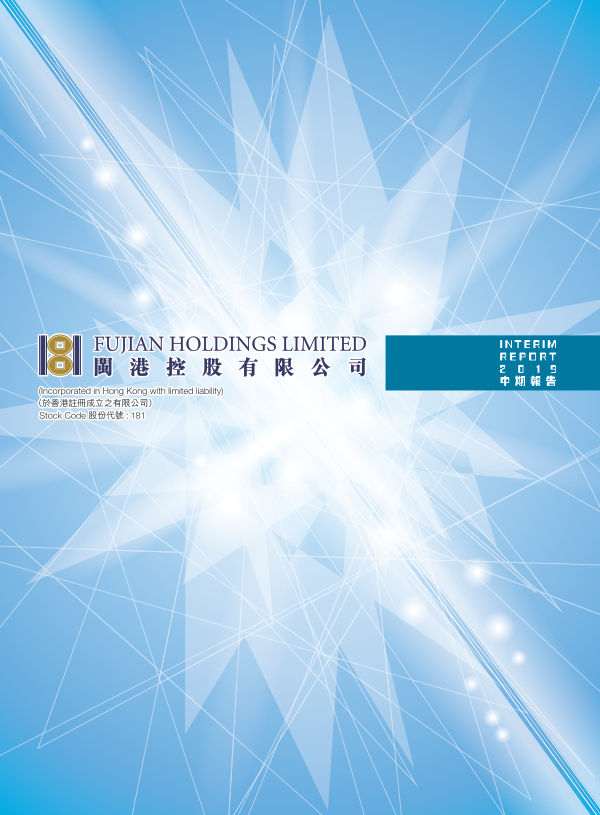 181 FUJIAN HOLDINGS LIMITED
閩港控股有限公司
(Incorporated in Hong Kong with limited liability)
(於香港註冊成立之有限公司)
Stock Code 股份代號 : 181
INTERIM
REPORT
2019
中期報告